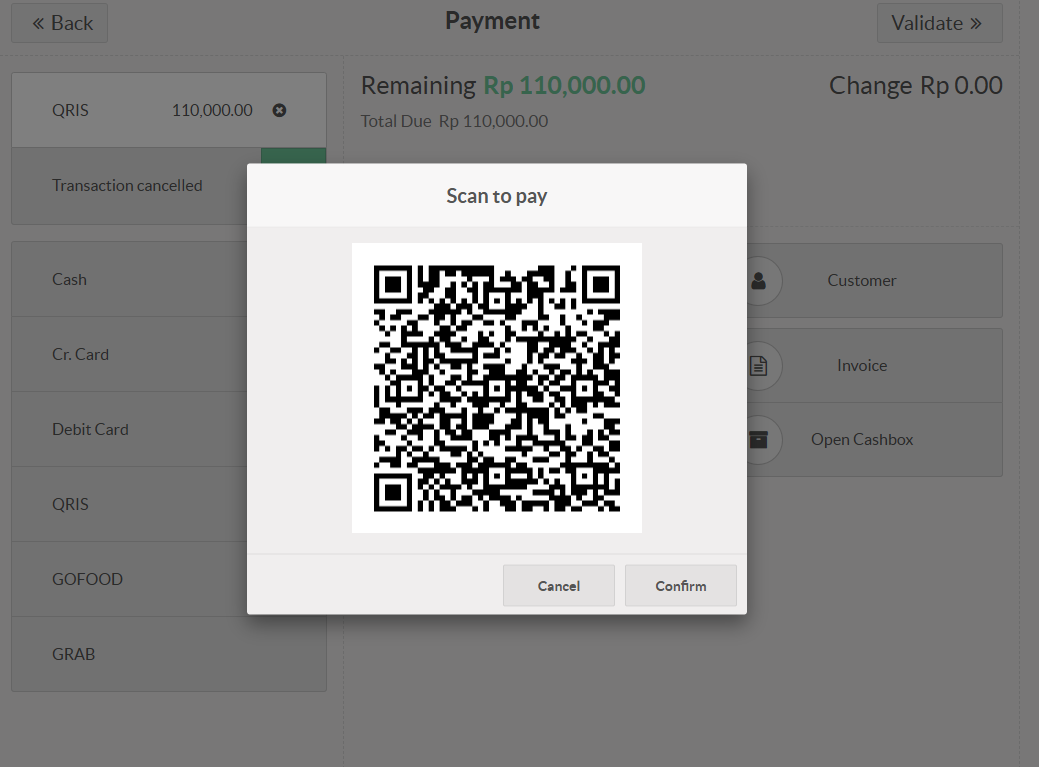 Back
Payment
Validate
QRIS 110,000.00
Transaction cancelled
Remaining Rp 110,000.00
Total Due Rp 110,000.00
Change Rp 0.00
Scan to pay
Cancel
Confirm
Cash
Cr. Card
Debit Card
QRIS
GOFOOD
GRAB
Customer
Invoice
Open Cashbox